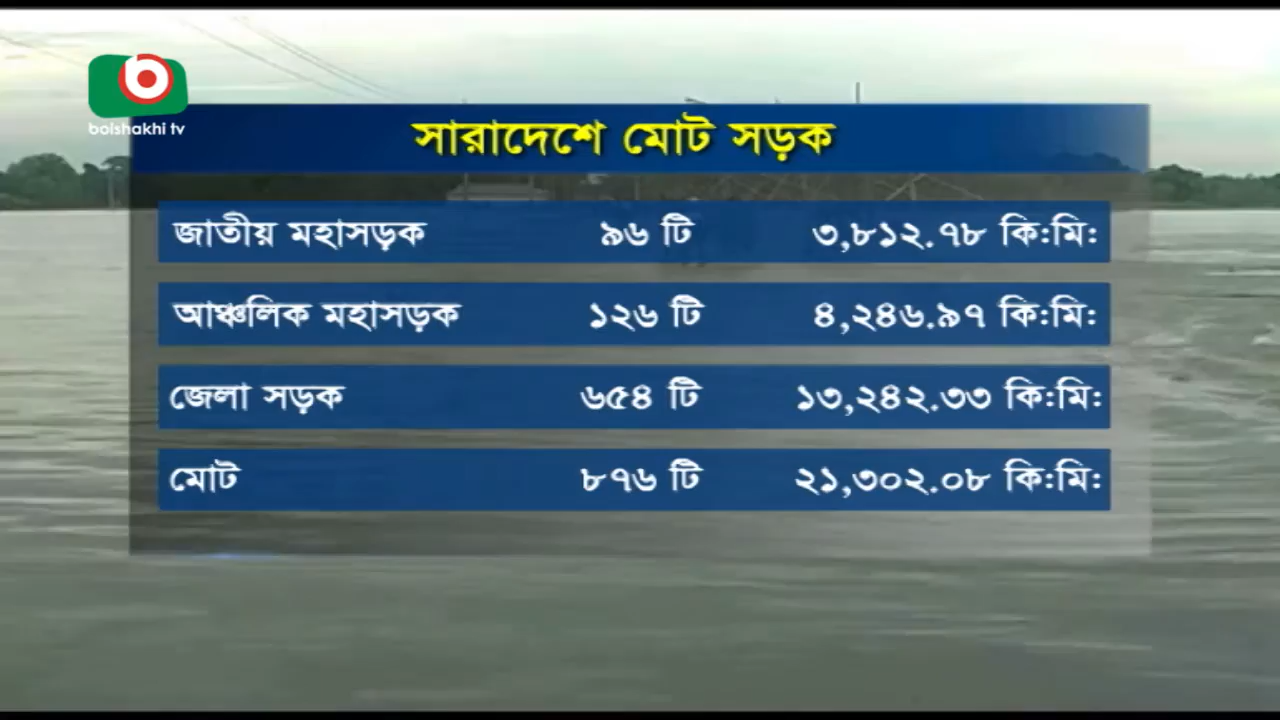 boishakhi tv
সারাদেশে মোট সড়ক
জাতীয় মহাসড়ক ৯৬ টি ৩,৮১২.৭৮ কি:মি:
আঞ্চলিক মহাসড়ক ১২৬ টি ৪,২৪৬.৯৭ কি:মি:
জেলা সড়ক ৬৫৪ টি ১৩,২৪২.৩৩ কি:মি:
মোট ৮৭৬ টি ২১,৩০২.০৮ কি:মি: